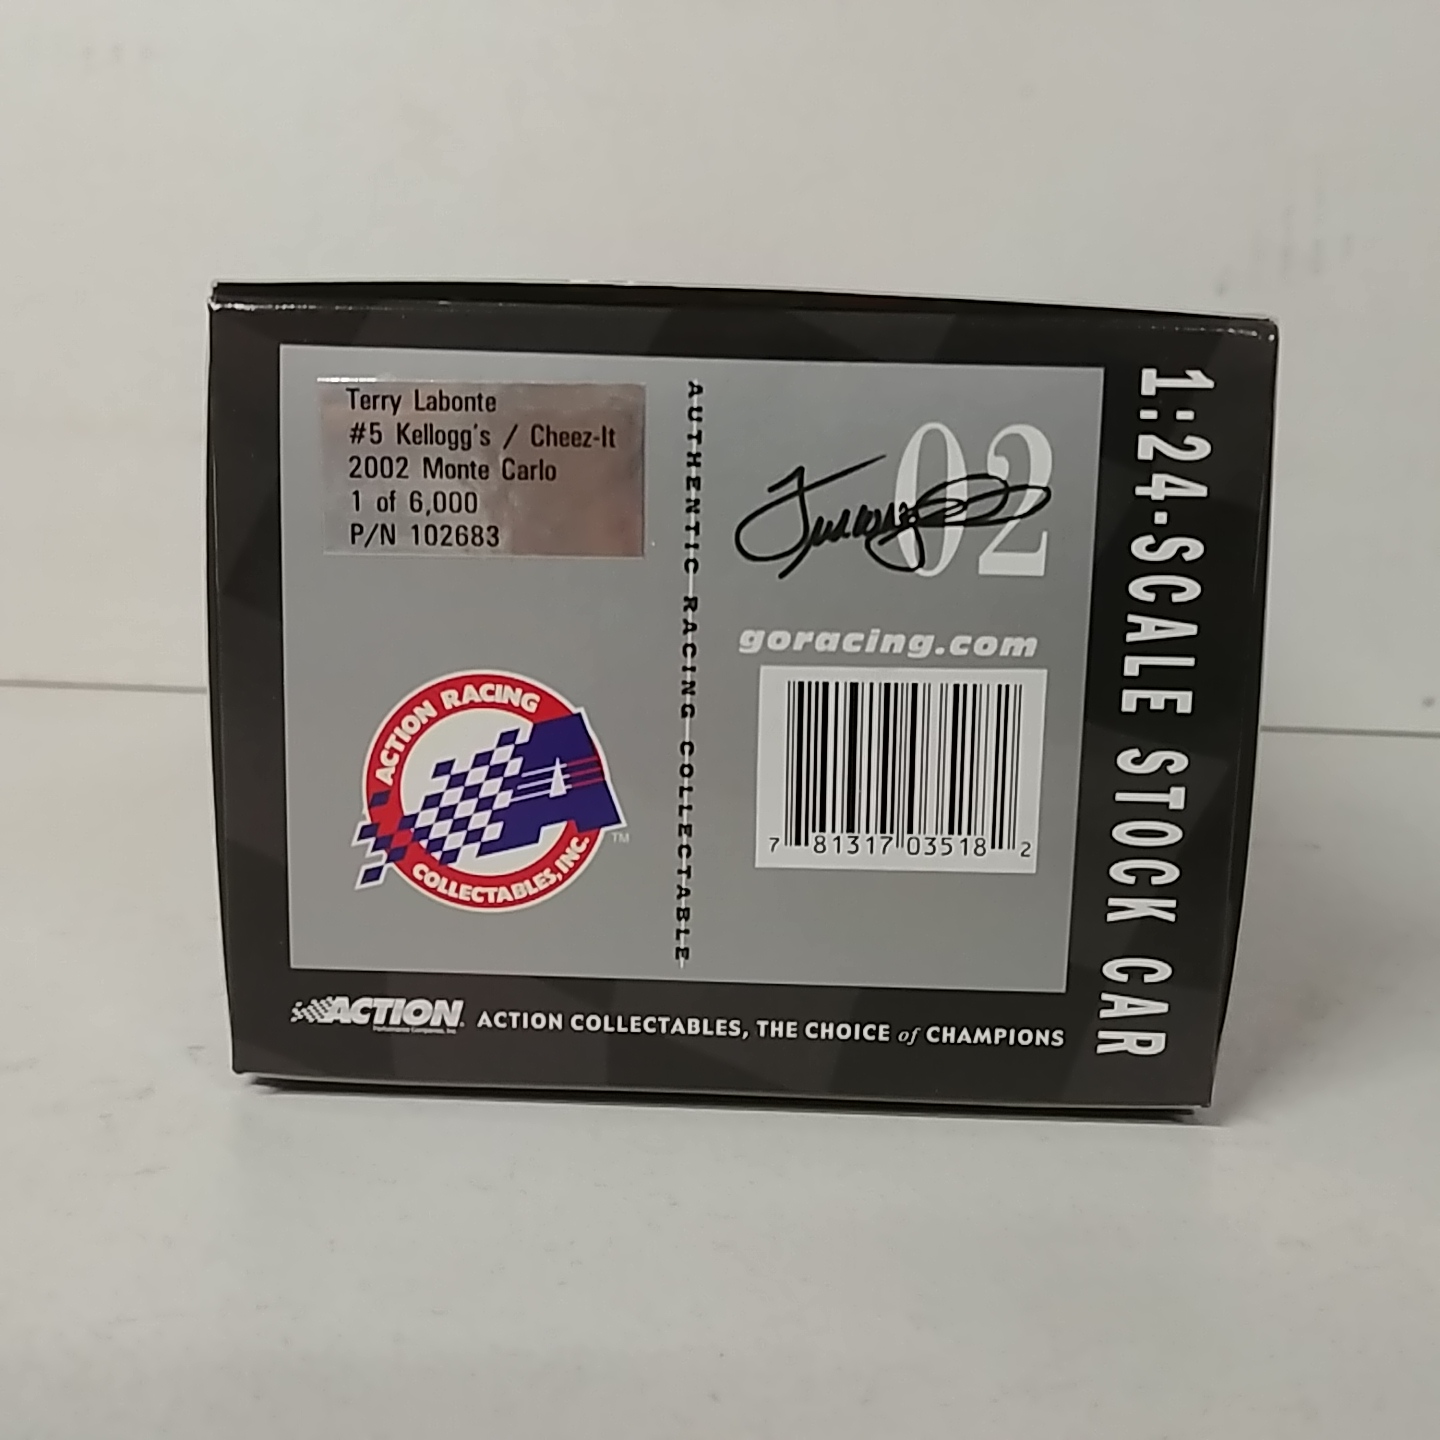 Terry Labonte
#5 Kellogg's / Cheez-It
2002 Monte Carlo
1 of 6,000
P/N 102683
AUTHENTIC RACING COLLECTABLE
02
goracing.com
7 81317 03518 2
ACTION RACING
COLLECTABLES, INC.
TM
ACTION
ACTION COLLECTABLES, THE CHOICE of CHAMPIONS
1:24-SCALE STOCK CAR